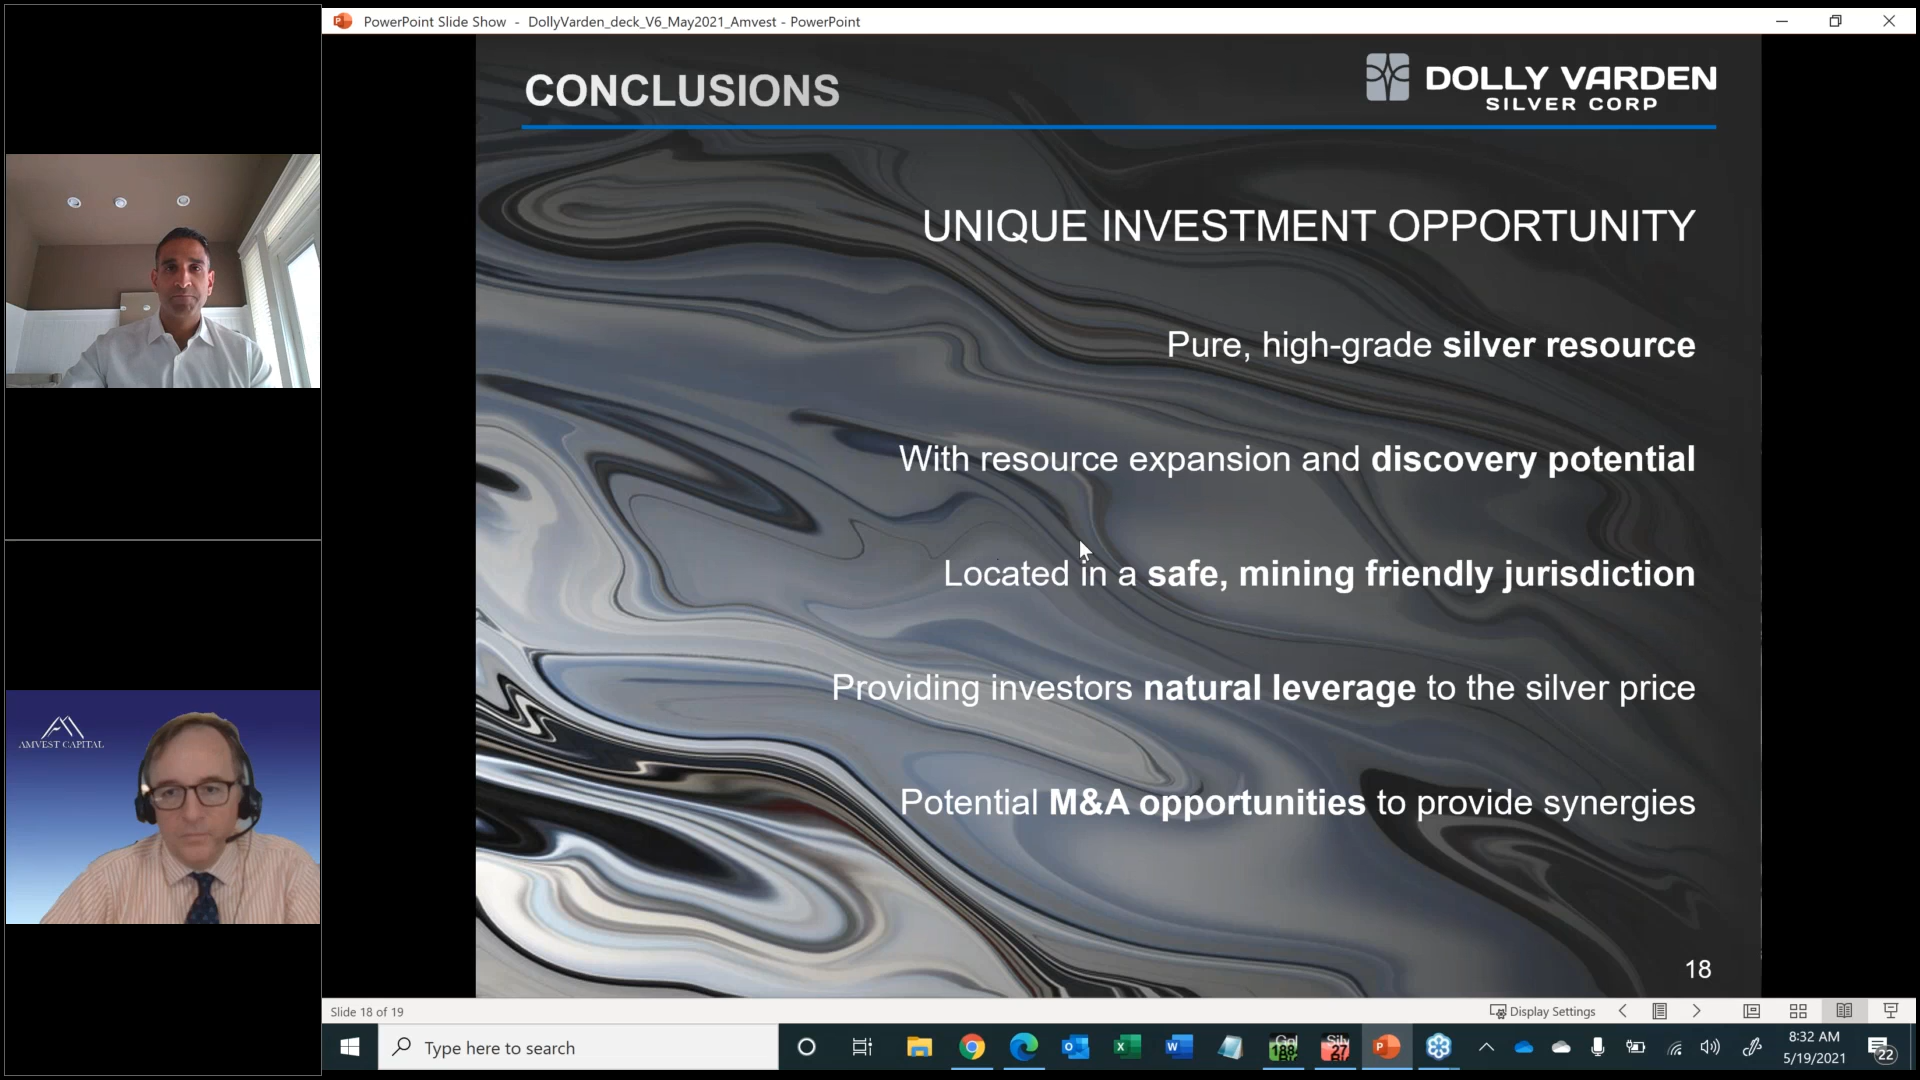 PowerPoint Slide Show - DollyVarden_deck_V6_May2021_Amvest - PowerPoint
CONCLUSIONS
DOLLY VARDEN
SILVER CORP
UNIQUE INVESTMENT OPPORTUNITY
Pure, high-grade silver resource
With resource expansion and discovery potential
Located in a safe, mining friendly jurisdiction
Providing investors natural leverage to the silver price
Potential M&A opportunities to provide synergies
18
AMVEST CAPITAL
Slide 18 of 19
Display Settings
Type here to search
8:32 AM
5/19/2021
22